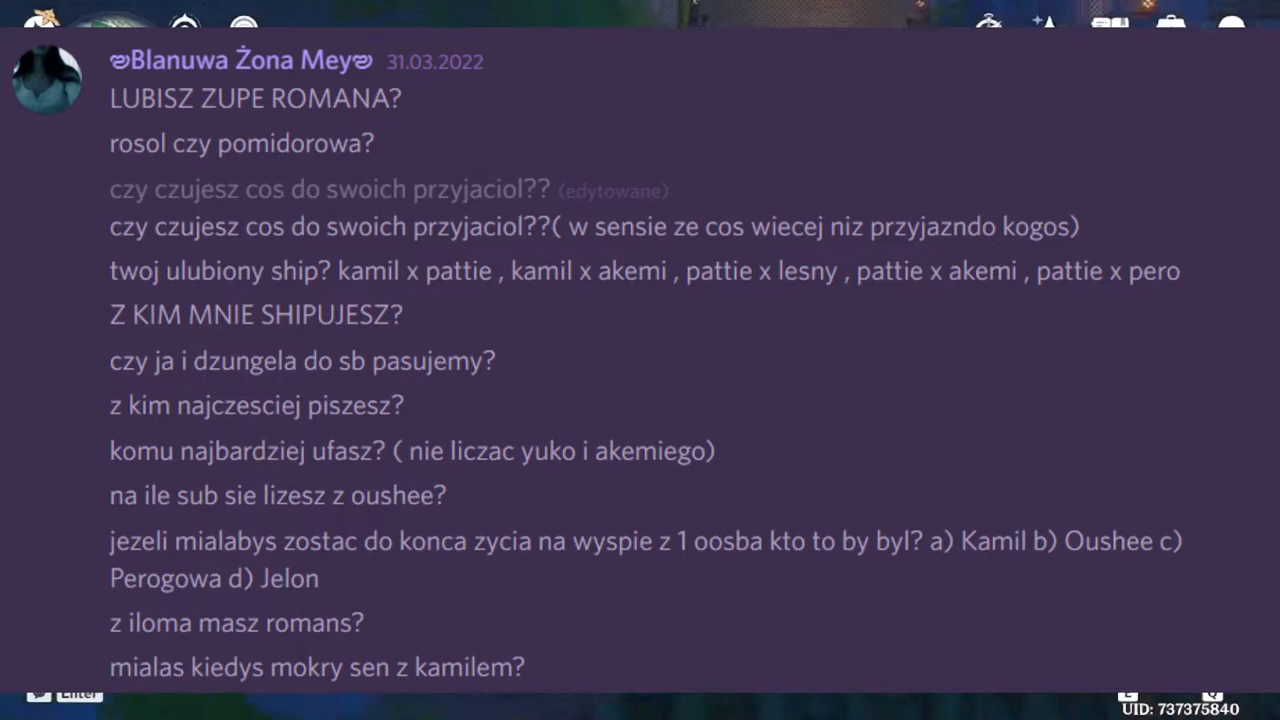 ʚBlanuwa Żona Meyʚ 31.03.2022
LUBISZ ZUPE ROMANA?
rosol czy pomidorowa?
czy czujesz cos do swoich przyjaciol?? (edytowane)
czy czujesz cos do swoich przyjaciol??( w sensie ze cos wiecej niz przyjazndo kogos)
twoj ulubiony ship? kamil x pattie , kamil x akemi , pattie x lesny , pattie x akemi , pattie x pero
Z KIM MNIE SHIPUJESZ?
czy ja i dzungela do sb pasujemy?
z kim najczesciej piszesz?
komu najbardziej ufasz? ( nie liczac yuko i akemiego)
na ile sub sie lizesz z oushee?
jezeli mialabys zostac do konca zycia na wyspie z 1 oosba kto to by byl? a) Kamil b) Oushee c)
Perogowa d) Jelon
z iloma masz romans?
mialas kiedys mokry sen z kamilem?
Enter
UID: 737375840